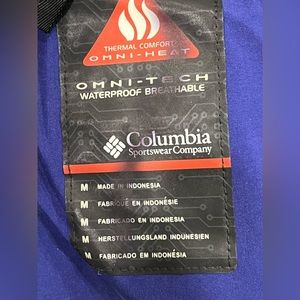 THERMAL COMFORT
OMNI-HEAT
OMNI-TECH
WATERPROOF BREATHABLE
Columbia
Sportswear Company
M MADE IN INDONESIA
M FABRIQUÉ EN INDONÉSIE
M FABRICADO EN INDONESIA
M HERSTELLUNGSLAND INDONESIEN
M FABRICADO EM INDONESIA